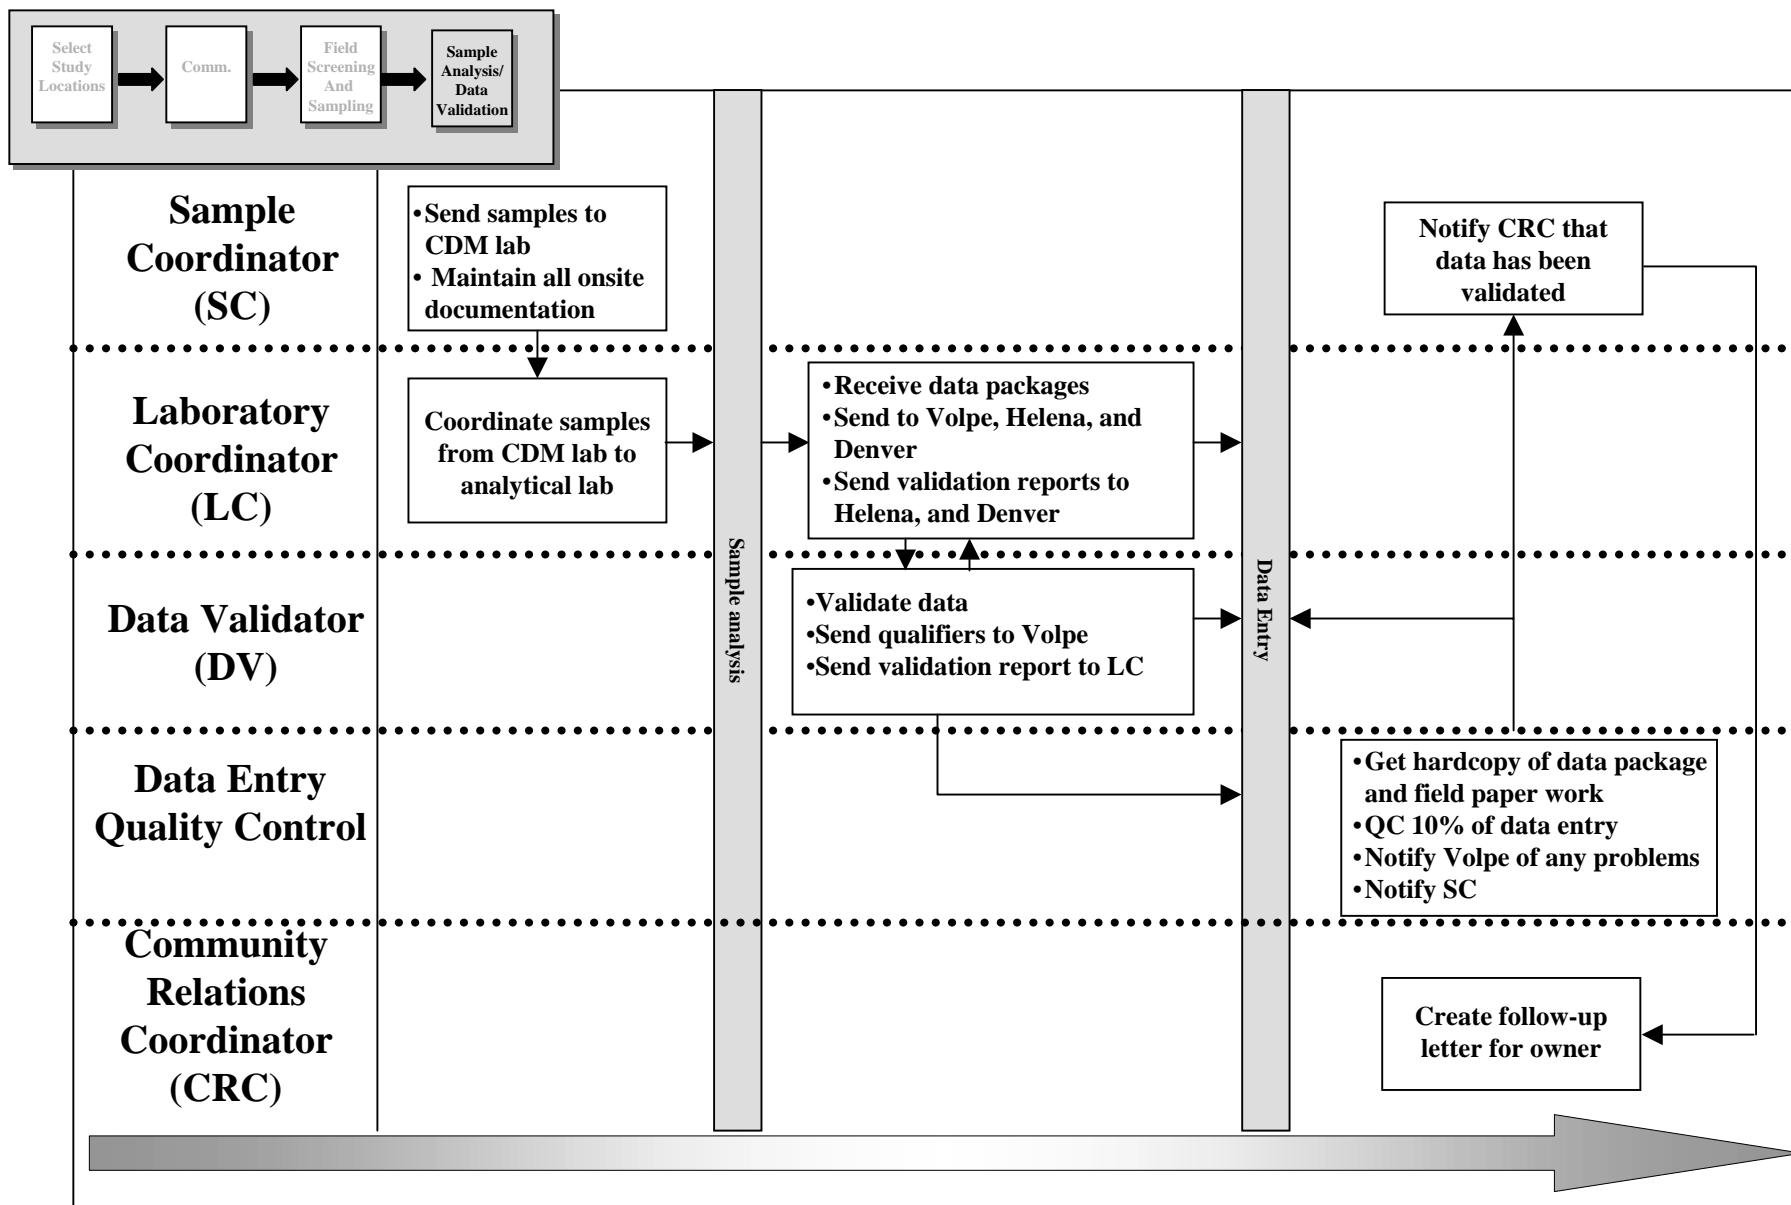 Select
Study
Locations
Comm.
Field
Screening
And
Sampling
Sample
Analysis/
Data
Validation
Sample
Coordinator
(SC)
•Send samples to
CDM lab
• Maintain all onsite
documentation
Notify CRC that
data has been
validated
Laboratory
Coordinator
(LC)
Coordinate samples
from CDM lab to
analytical lab
•Receive data packages
•Send to Volpe, Helena, and
Denver
•Send validation reports to
Helena, and Denver
Sample analysis
Data Entry
Data Validator
(DV)
•Validate data
•Send qualifiers to Volpe
•Send validation report to LC
Data Entry
Quality Control
•Get hardcopy of data package
and field paper work
•QC 10% of data entry
•Notify Volpe of any problems
•Notify SC
Community
Relations
Coordinator
(CRC)
Create follow-up
letter for owner